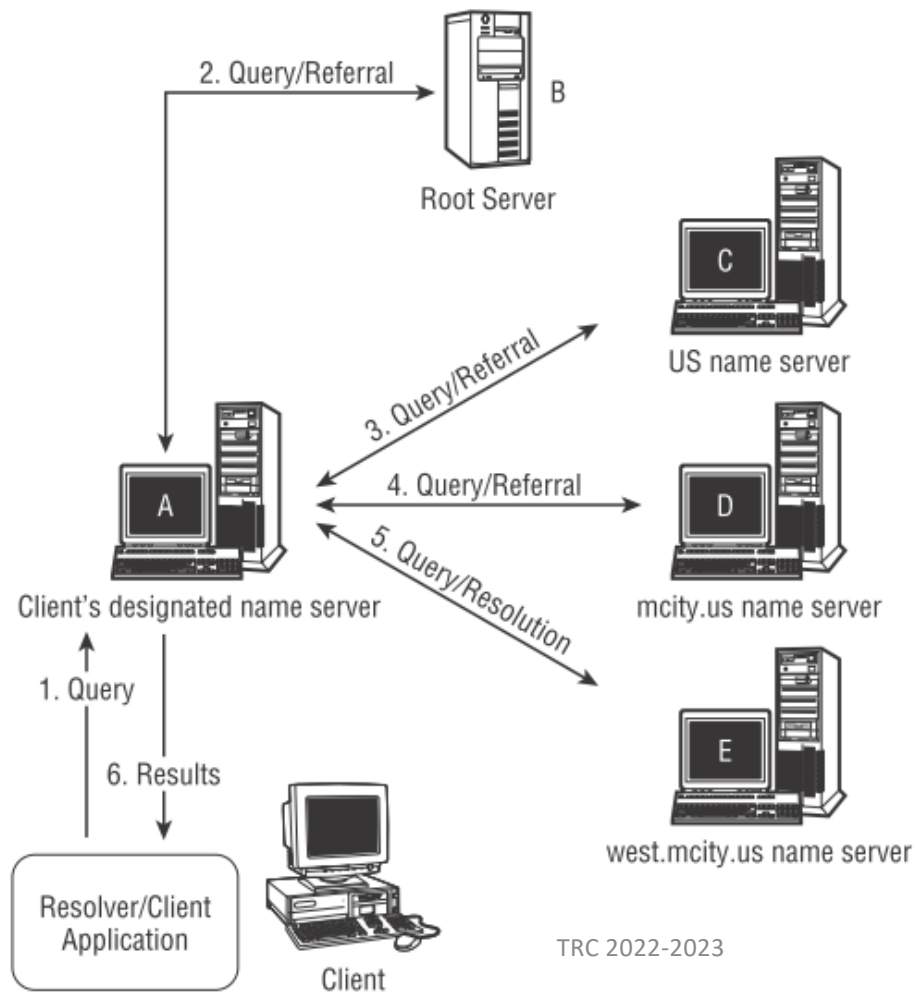 2. Query/Referral
B
Root Server
C
US name server
3. Query/Referral
A
4. Query/Referral
D
Client's designated name server
mcity.us name server
5. Query/Resolution
1. Query
E
6. Results
west.mcity.us name server
Resolver/Client
Application
TRC 2022-2023
Client